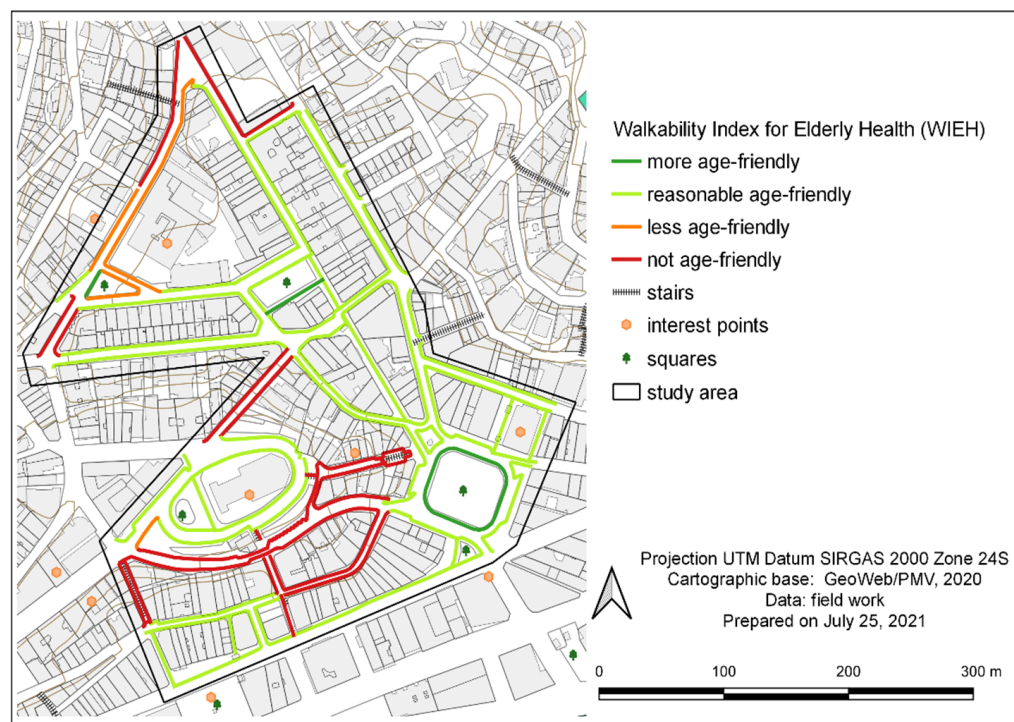 Walkability Index for Elderly Health (WIEH)
more age-friendly
reasonable age-friendly
less age-friendly
not age-friendly
stairs
interest points
squares
study area
Projection UTM Datum SIRGAS 2000 Zone 24S
Cartographic base: GeoWeb/PMV, 2020
Data: field work
Prepared on July 25, 2021
0 100 200 300 m